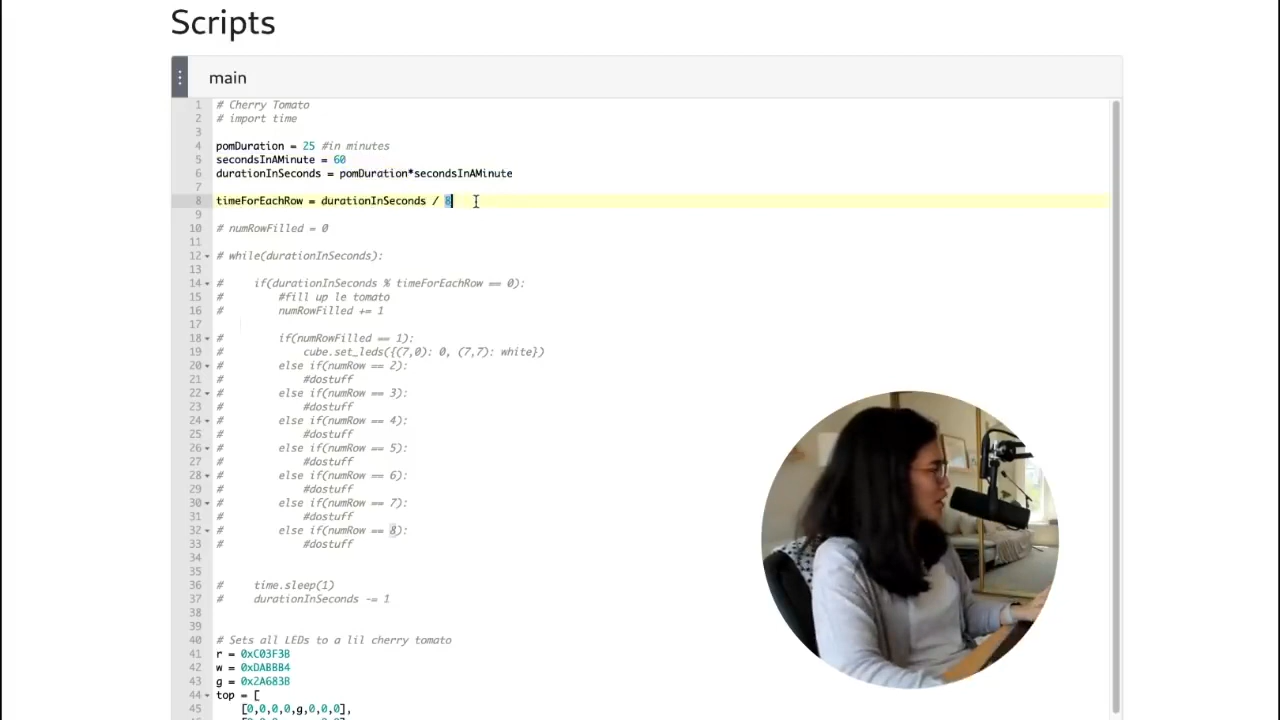 Scripts
main
1 # Cherry Tomato
2 # import time
3
4 pomDuration = 25 #in minutes
5 secondsInAMinute = 60
6 durationInSeconds = pomDuration*secondsInAMinute
7
8 timeForEachRow = durationInSeconds / 8
9
10 # numRowFilled = 0
11
12 # while(durationInSeconds):
13
14 # if(durationInSeconds % timeForEachRow == 0):
15 # #fill up le tomato
16 # numRowFilled += 1
17
18 # if(numRowFilled == 1):
19 # cube.set_leds({(7,0): 0, (7,7): white})
20 # else if(numRow == 2):
21 # #dostuff
22 # else if(numRow == 3):
23 # #dostuff
24 # else if(numRow == 4):
25 # #dostuff
26 # else if(numRow == 5):
27 # #dostuff
28 # else if(numRow == 6):
29 # #dostuff
30 # else if(numRow == 7):
31 # #dostuff
32 # else if(numRow == 8):
33 # #dostuff
34
35
36 # time.sleep(1)
37 # durationInSeconds -= 1
38
39
40 # Sets all LEDs to a lil cherry tomato
41 r = 0xC03F3B
42 w = 0xDABBB4
43 g = 0x2A683B
44 top = [
45 [0,0,0,0,g,0,0,0],